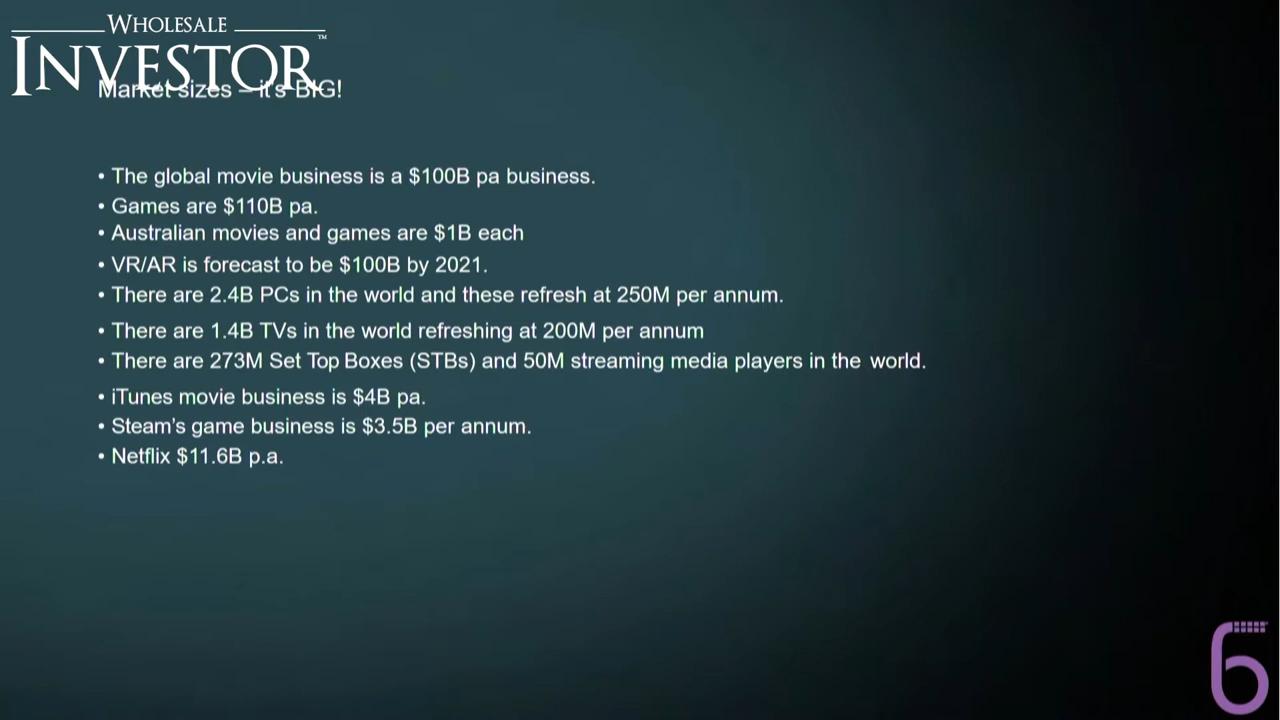 WHOLESALE
INVESTOR™
Market sizes – it's BIG!
• The global movie business is a $100B pa business.
• Games are $110B pa.
• Australian movies and games are $1B each
• VR/AR is forecast to be $100B by 2021.
• There are 2.4B PCs in the world and these refresh at 250M per annum.
• There are 1.4B TVs in the world refreshing at 200M per annum
• There are 273M Set Top Boxes (STBs) and 50M streaming media players in the world.
• iTunes movie business is $4B pa.
• Steam’s game business is $3.5B per annum.
• Netflix $11.6B p.a.
6